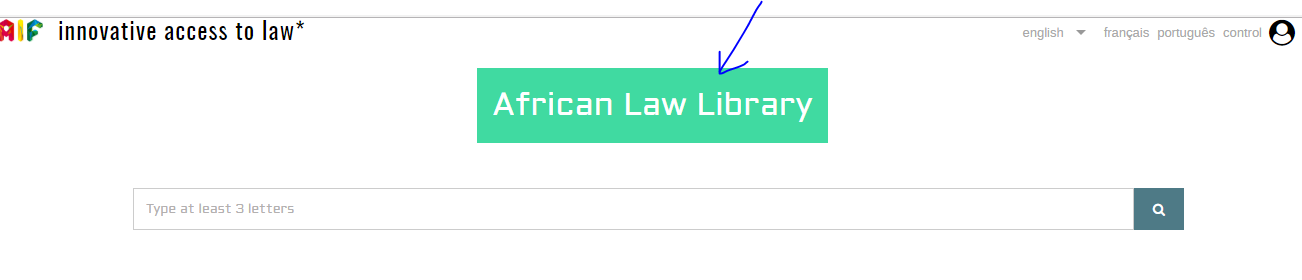 AIF innovative access to law*
english français português control
African Law Library
Type at least 3 letters